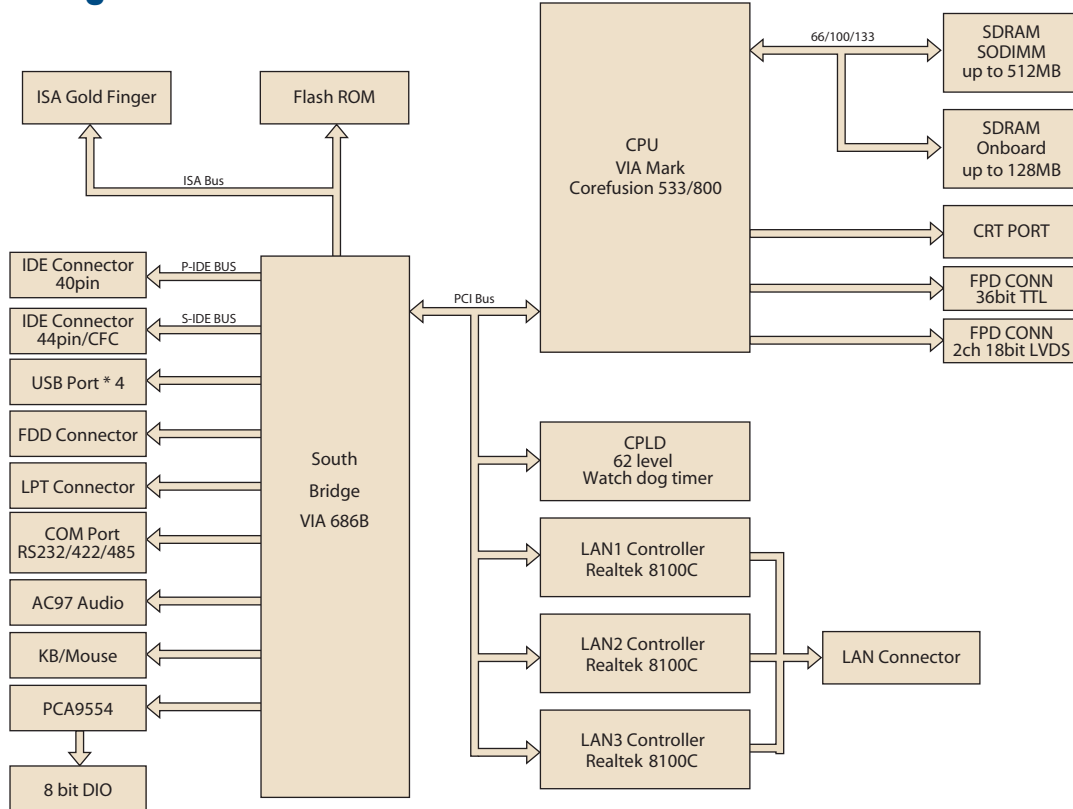 66/100/133
SDRAM
SODIMM
up to 512MB
ISA Gold Finger
Flash ROM
CPU
VIA Mark
Corefusion 533/800
SDRAM
Onboard
up to 128MB
ISA Bus
CRT PORT
IDE Connector
40pin
P-IDE BUS
FPD CONN
36bit TTL
PCI Bus
IDE Connector
44pin/CFC
S-IDE BUS
FPD CONN
2ch 18bit LVDS
USB Port * 4
FDD Connector
LPT Connector
COM Port
RS232/422/485
AC97 Audio
KB/Mouse
PCA9554
8 bit DIO
South
Bridge
VIA 686B
CPLD
62 level
Watch dog timer
LAN1 Controller
Realtek 8100C
LAN2 Controller
Realtek 8100C
LAN3 Controller
Realtek 8100C
LAN Connector